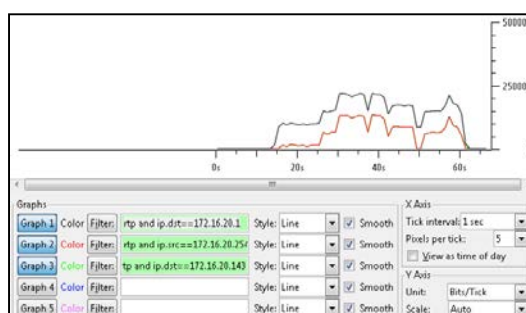 50000
25000
0s 20s 40s 60s
Graphs
X Axis
Graph 1 Color Filter: rtp and ip.dst==172.16.20.1 Style: Line Smooth Tick interval: 1 sec
Graph 2 Color Filter: rtp and ip.src==172.16.20.254 Style: Line Smooth Pixels per tick: 5
Graph 3 Color Filter: tp and ip.dst==172.16.20.143 Style: Line Smooth View as time of day
Y Axis
Graph 4 Color Filter: Style: Line Smooth Unit: Bits/Tick
Graph 5 Color Filter: Style: Line Smooth Scale: Auto